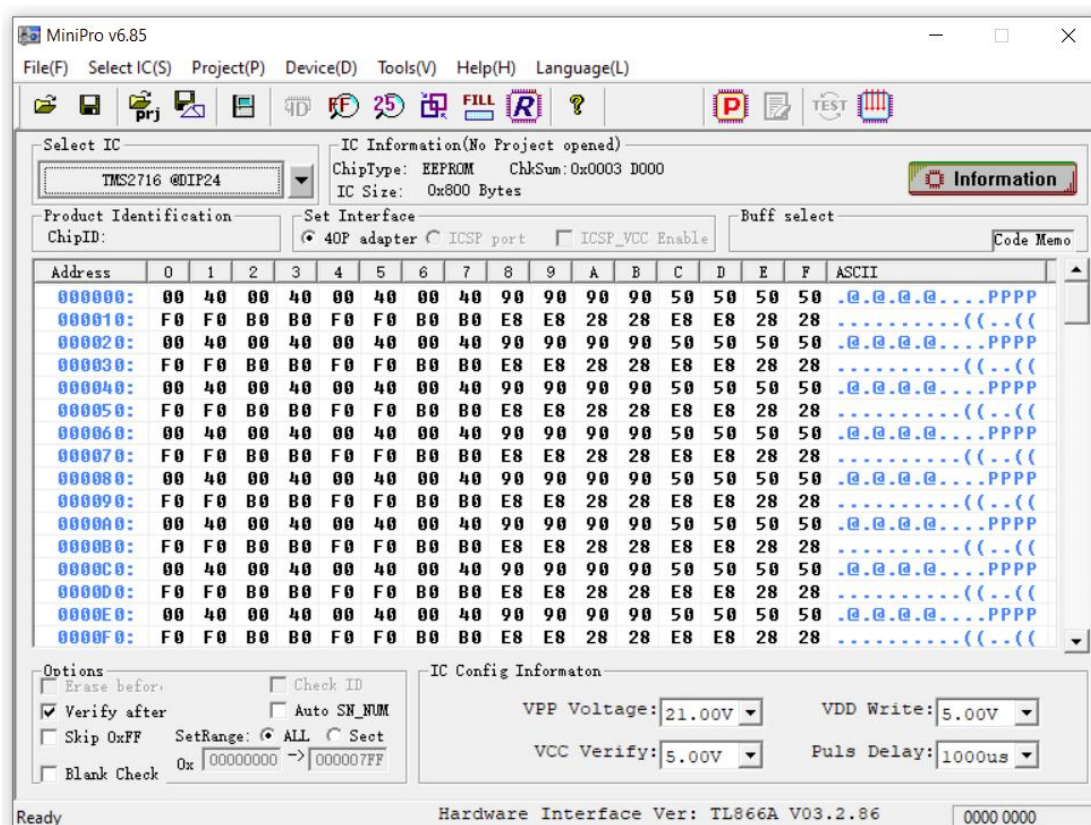 MiniPro v6.85
File(F) Select IC(S) Project(P) Device(D) Tools(V) Help(H) Language(L)
prj ID FF 25 FILL R ? P TEST
Select IC
IC Information(No Project opened)
TMS2716 @DIP24
ChipType: EEPROM ChkSum:0x0003 D000
IC Size: 0x800 Bytes
Information
Product Identification
Set Interface
Buff select
ChipID:
40P adapter ICSP port ICSP_VCC Enable
Code Memo
Address 0 1 2 3 4 5 6 7 8 9 A B C D E F ASCII
000000: 00 40 00 40 00 40 00 40 90 90 90 90 50 50 50 50 .@.@.@.@....PPPP
000010: F0 F0 B0 B0 F0 F0 B0 B0 E8 E8 28 28 E8 E8 28 28 ..........((..((
000020: 00 40 00 40 00 40 00 40 90 90 90 90 50 50 50 50 .@.@.@.@....PPPP
000030: F0 F0 B0 B0 F0 F0 B0 B0 E8 E8 28 28 E8 E8 28 28 ..........((..((
000040: 00 40 00 40 00 40 00 40 90 90 90 90 50 50 50 50 .@.@.@.@....PPPP
000050: F0 F0 B0 B0 F0 F0 B0 B0 E8 E8 28 28 E8 E8 28 28 ..........((..((
000060: 00 40 00 40 00 40 00 40 90 90 90 90 50 50 50 50 .@.@.@.@....PPPP
000070: F0 F0 B0 B0 F0 F0 B0 B0 E8 E8 28 28 E8 E8 28 28 ..........((..((
000080: 00 40 00 40 00 40 00 40 90 90 90 90 50 50 50 50 .@.@.@.@....PPPP
000090: F0 F0 B0 B0 F0 F0 B0 B0 E8 E8 28 28 E8 E8 28 28 ..........((..((
0000A0: 00 40 00 40 00 40 00 40 90 90 90 90 50 50 50 50 .@.@.@.@....PPPP
0000B0: F0 F0 B0 B0 F0 F0 B0 B0 E8 E8 28 28 E8 E8 28 28 ..........((..((
0000C0: 00 40 00 40 00 40 00 40 90 90 90 90 50 50 50 50 .@.@.@.@....PPPP
0000D0: F0 F0 B0 B0 F0 F0 B0 B0 E8 E8 28 28 E8 E8 28 28 ..........((..((
0000E0: 00 40 00 40 00 40 00 40 90 90 90 90 50 50 50 50 .@.@.@.@....PPPP
0000F0: F0 F0 B0 B0 F0 F0 B0 B0 E8 E8 28 28 E8 E8 28 28 ..........((..((
Options
Erase befor
Check ID
Verify after
Auto SN_NUM
Skip 0xFF
SetRange: ALL Sect
0x 00000000 -> 000007FF
Blank Check
IC Config Informaton
VPP Voltage: 21.00V
VDD Write: 5.00V
VCC Verify: 5.00V
Puls Delay: 1000us
Ready
Hardware Interface Ver: TL866A V03.2.86
0000 0000